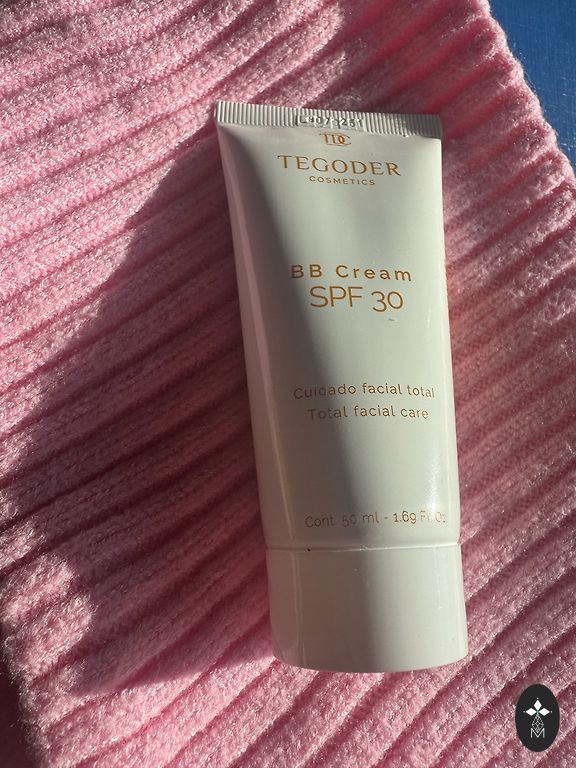 TEGODER
COSMETICS
BB Cream
SPF 30
Cuidado facial total
Total facial care
Cont. 50 ml - 1.69 Fl. Oz
M